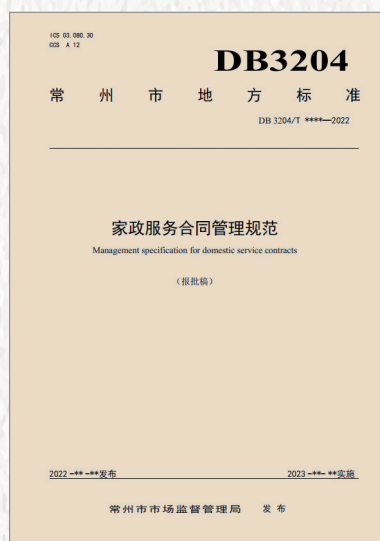 ICS 03.080.30
CCS A 12
DB3204
常州市地方标准
DB 3204/T ****—2022
家政服务合同管理规范
Management specification for domestic service contracts
（报批稿）
2022 -** -**发布 2023 -**- **实施
常州市市场监督管理局 发布